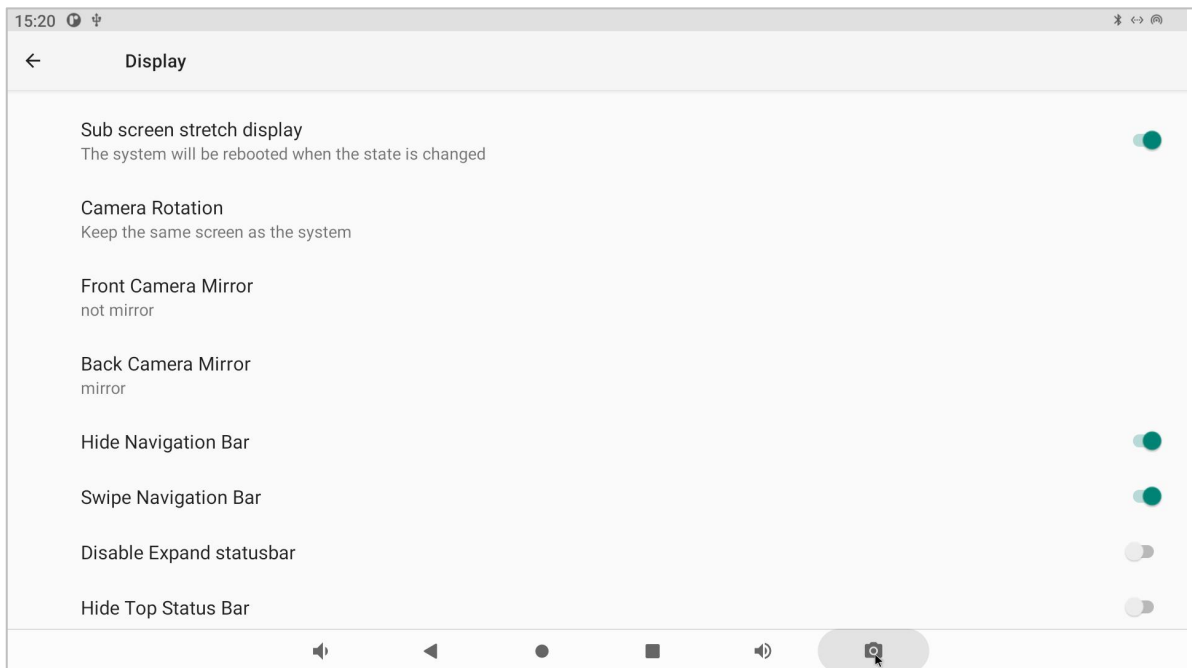 15:20
Display
Sub screen stretch display
The system will be rebooted when the state is changed
Camera Rotation
Keep the same screen as the system
Front Camera Mirror
not mirror
Back Camera Mirror
mirror
Hide Navigation Bar
Swipe Navigation Bar
Disable Expand statusbar
Hide Top Status Bar